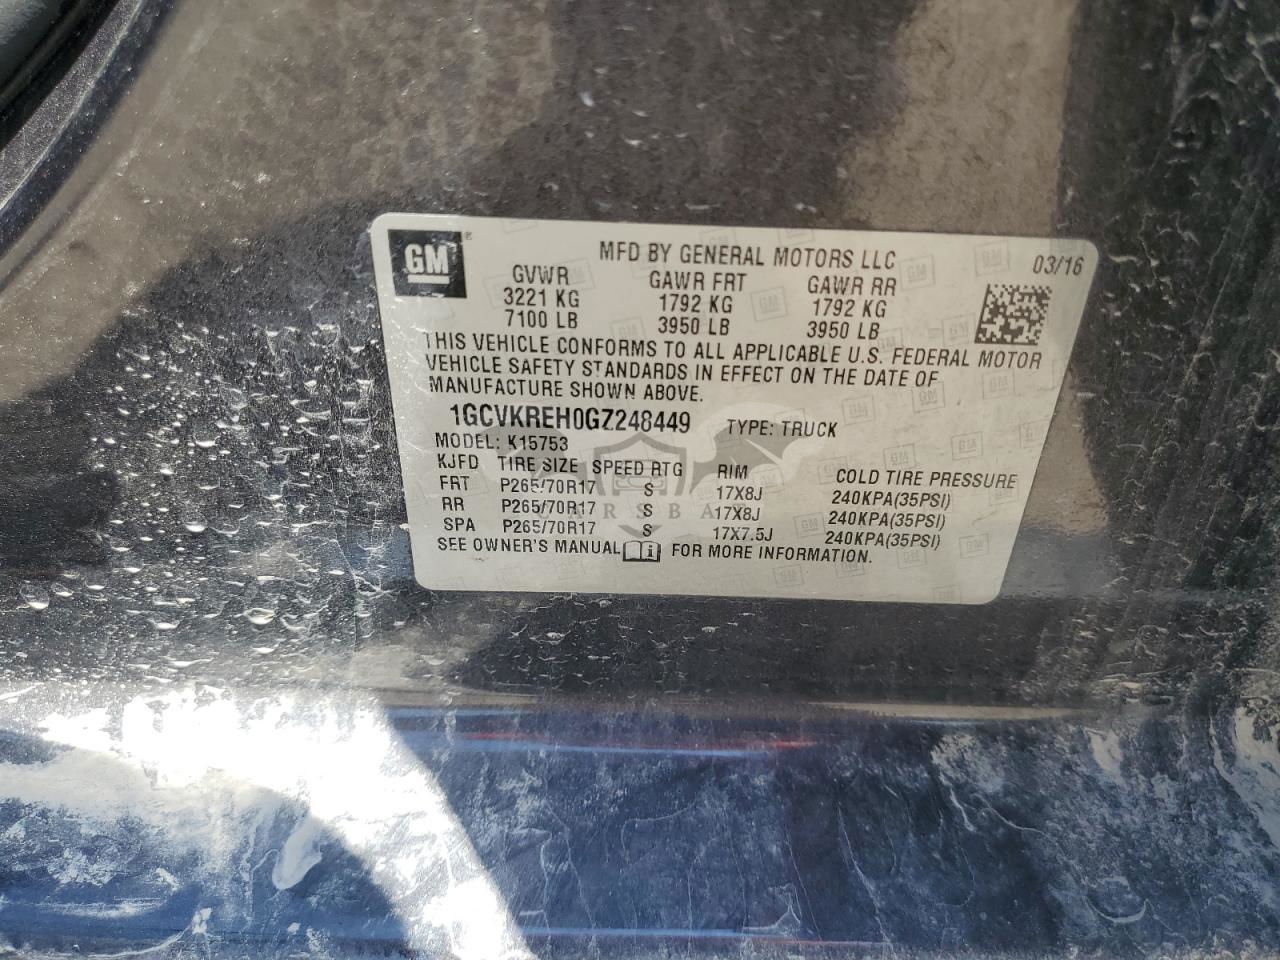 GM ®
MFD BY GENERAL MOTORS LLC 03/16
GVWR GAWR FRT GAWR RR
3221 KG 1792 KG 1792 KG
7100 LB 3950 LB 3950 LB
THIS VEHICLE CONFORMS TO ALL APPLICABLE U.S. FEDERAL MOTOR
VEHICLE SAFETY STANDARDS IN EFFECT ON THE DATE OF
MANUFACTURE SHOWN ABOVE.
1GCVKREH0GZ248449 TYPE: TRUCK
MODEL: K15753
KJFD TIRE SIZE SPEED RTG RIM COLD TIRE PRESSURE
FRT P265/70R17 S 17X8J 240KPA(35PSI)
RR P265/70R17 S 17X8J 240KPA(35PSI)
SPA P265/70R17 S 17X7.5J 240KPA(35PSI)
SEE OWNER'S MANUAL FOR MORE INFORMATION.